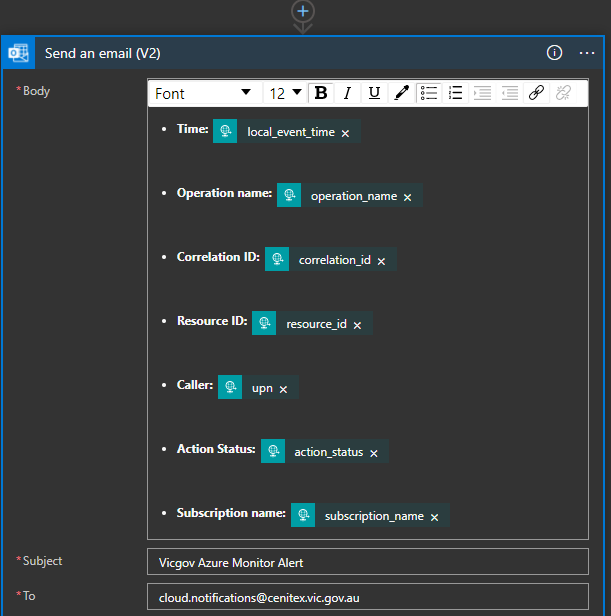 Send an email (V2)
* Body
Font 12 B I U
• Time: local_event_time ×
• Operation name: operation_name ×
• Correlation ID: correlation_id ×
• Resource ID: resource_id ×
• Caller: upn ×
• Action Status: action_status ×
• Subscription name: subscription_name ×
* Subject Vicgov Azure Monitor Alert
* To cloud.notifications@cenitex.vic.gov.au